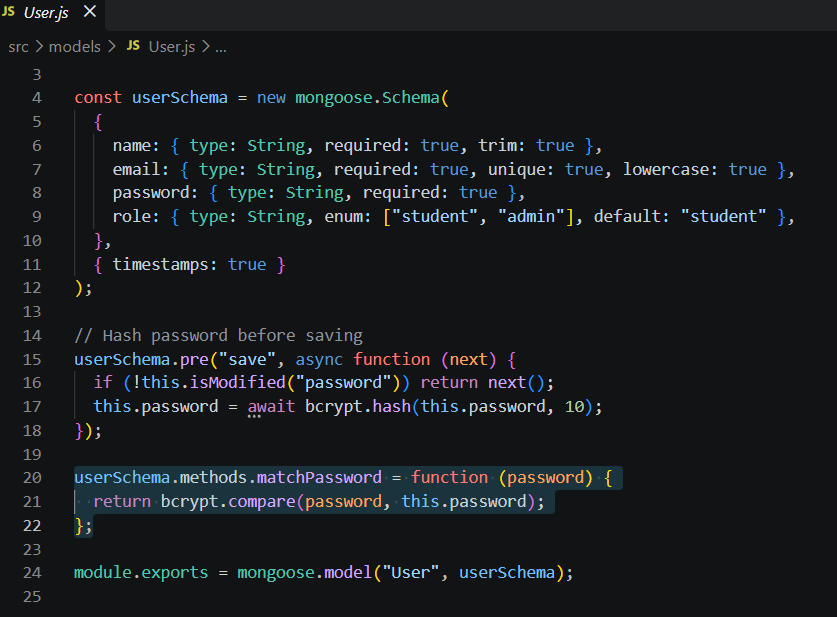 JS User.js ×
src > models > JS User.js > ...
3
4 const userSchema = new mongoose.Schema(
5 {
6 name: { type: String, required: true, trim: true },
7 email: { type: String, required: true, unique: true, lowercase: true },
8 password: { type: String, required: true },
9 role: { type: String, enum: ["student", "admin"], default: "student" },
10 },
11 { timestamps: true }
12 );
13
14 // Hash password before saving
15 userSchema.pre("save", async function (next) {
16 if (!this.isModified("password")) return next();
17 this.password = await bcrypt.hash(this.password, 10);
18 });
19
20 userSchema.methods.matchPassword = function (password) {
21 return bcrypt.compare(password, this.password);
22 };
23
24 module.exports = mongoose.model("User", userSchema);
25